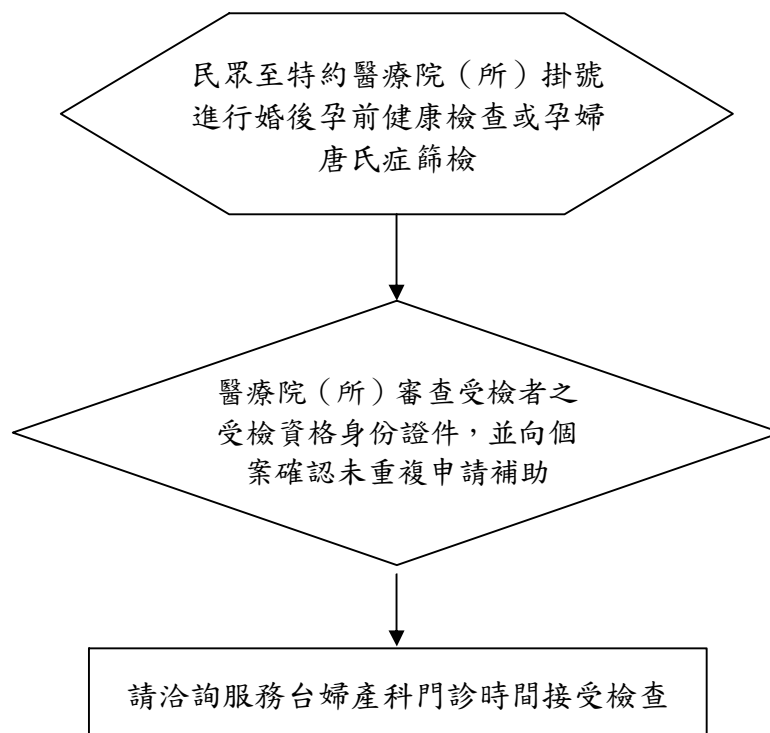 民眾至特約醫療院（所）掛號
進行婚後孕前健康檢查或孕婦
唐氏症篩檢
醫療院（所）審查受檢者之
受檢資格身份證件，並向個
案確認未重複申請補助
請洽詢服務台婦產科門診時間接受檢查